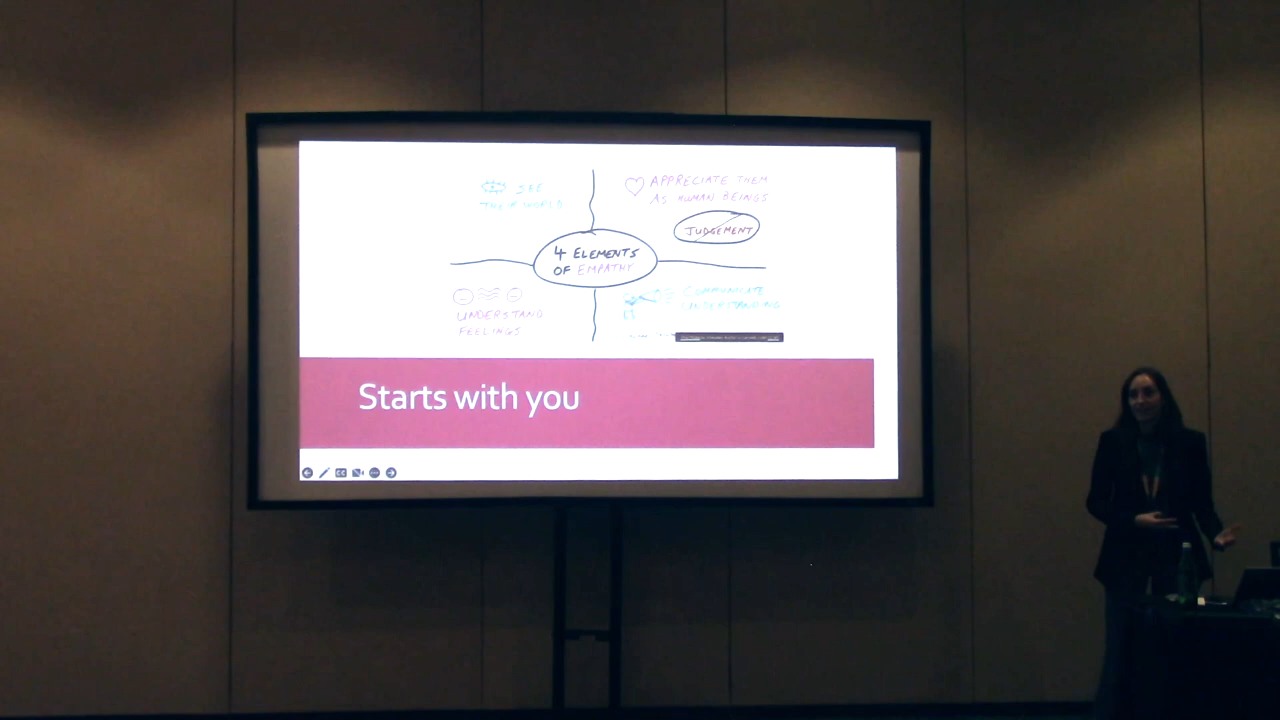 SEE
THEIR WORLD
APPRECIATE THEM
AS HUMAN BEINGS
JUDGEMENT
4 ELEMENTS
OF EMPATHY
UNDERSTAND
FEELINGS
COMMUNICATE
UNDERSTANDING
Starts with you